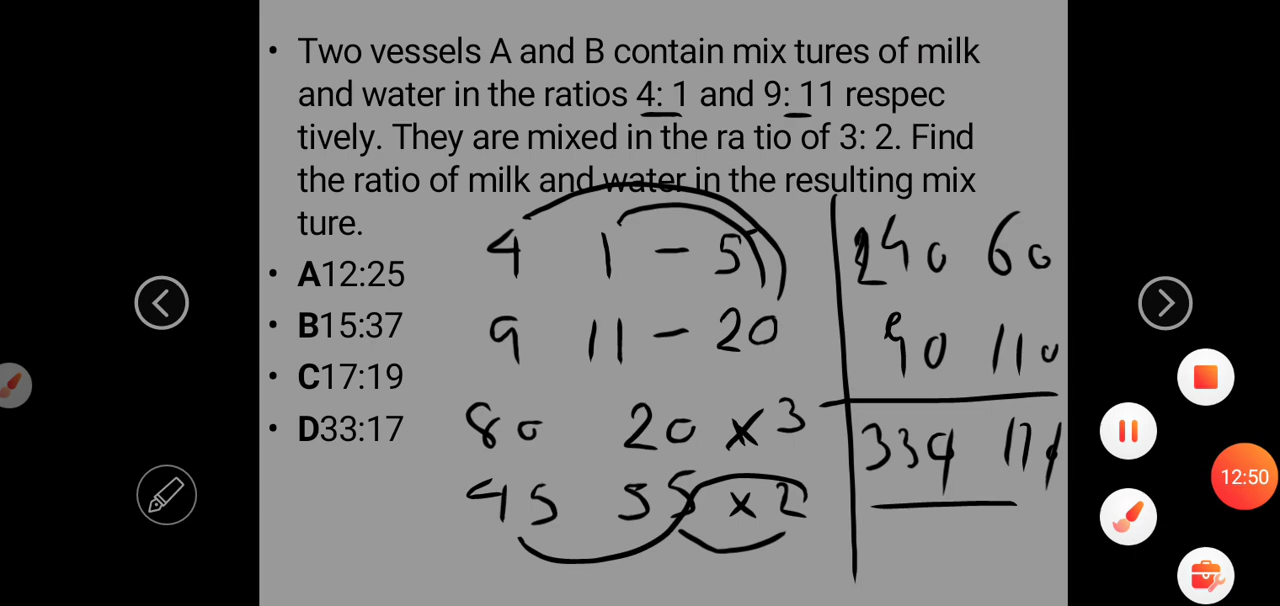 • Two vessels A and B contain mix tures of milk
and water in the ratios 4: 1 and 9: 11 respec
tively. They are mixed in the ra tio of 3: 2. Find
the ratio of milk and water in the resulting mix
ture.
• A12:25
• B15:37
• C17:19
• D33:17
4 1 - 5
9 11 - 20
80 20 x 3
45 55 x 2
240 60
90 110
330 170
12:50